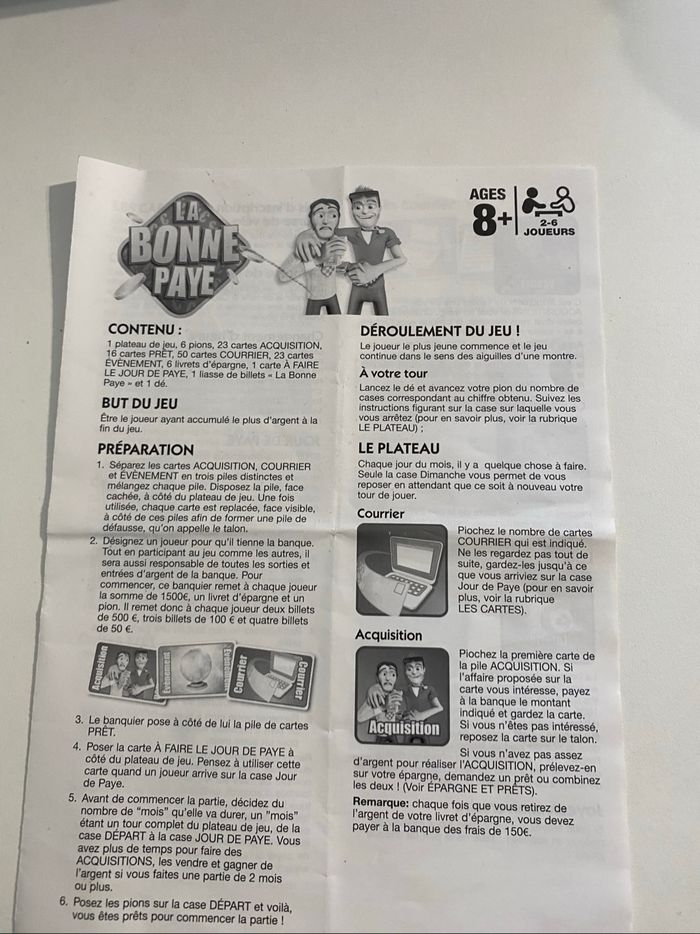 LA
BONNE
PAYE
AGES
8+
2-6
JOUEURS
CONTENU :
1 plateau de jeu, 6 pions, 23 cartes ACQUISITION,
16 cartes PRÊT, 50 cartes COURRIER, 23 cartes
ÉVÈNEMENT, 6 livrets d'épargne, 1 carte À FAIRE
LE JOUR DE PAYE, 1 liasse de billets « La Bonne
Paye » et 1 dé.
BUT DU JEU
Être le joueur ayant accumulé le plus d'argent à la
fin du jeu.
PRÉPARATION
1. Séparez les cartes ACQUISITION, COURRIER
et ÉVÈNEMENT en trois piles distinctes et
mélangez chaque pile. Disposez la pile, face
cachée, à côté du plateau de jeu. Une fois
utilisée, chaque carte est replacée, face visible,
à côté de ces piles afin de former une pile de
défausse, qu'on appelle le talon.
2. Désignez un joueur pour qu'il tienne la banque.
Tout en participant au jeu comme les autres, il
sera aussi responsable de toutes les sorties et
entrées d'argent de la banque. Pour
commencer, ce banquier remet à chaque joueur
la somme de 1500€, un livret d'épargne et un
pion. Il remet donc à chaque joueur deux billets
de 500 €, trois billets de 100 € et quatre billets
de 50 €.
Acquisition
Évènement
Évènement
Courrier
Courrier
3. Le banquier pose à côté de lui la pile de cartes
PRÊT.
4. Poser la carte À FAIRE LE JOUR DE PAYE à
côté du plateau de jeu. Pensez à utiliser cette
carte quand un joueur arrive sur la case Jour
de Paye.
5. Avant de commencer la partie, décidez du
nombre de "mois" qu'elle va durer, un "mois"
étant un tour complet du plateau de jeu, de la
case DÉPART à la case JOUR DE PAYE. Vous
avez plus de temps pour faire des
ACQUISITIONS, les vendre et gagner de
l'argent si vous faites une partie de 2 mois
ou plus.
6. Posez les pions sur la case DÉPART et voilà,
vous êtes prêts pour commencer la partie !
DÉROULEMENT DU JEU !
Le joueur le plus jeune commence et le jeu
continue dans le sens des aiguilles d'une montre.
À votre tour
Lancez le dé et avancez votre pion du nombre de
cases correspondant au chiffre obtenu. Suivez les
instructions figurant sur la case sur laquelle vous
vous arrêtez (pour en savoir plus, voir la rubrique
LE PLATEAU) ;
LE PLATEAU
Chaque jour du mois, il y a quelque chose à faire.
Seule la case Dimanche vous permet de vous
reposer en attendant que ce soit à nouveau votre
tour de jouer.
Courrier
Piochez le nombre de cartes
COURRIER qui est indiqué.
Ne les regardez pas tout de
suite, gardez-les jusqu'à ce
que vous arriviez sur la case
Jour de Paye (pour en savoir
plus, voir la rubrique
LES CARTES).
Acquisition
Acquisition
Piochez la première carte de
la pile ACQUISITION. Si
l'affaire proposée sur la
carte vous intéresse, payez
à la banque le montant
indiqué et gardez la carte.
Si vous n'êtes pas intéressé,
reposez la carte sur le talon.
Si vous n'avez pas assez
d'argent pour réaliser l'ACQUISITION, prélevez-en
sur votre épargne, demandez un prêt ou combinez
les deux ! (Voir ÉPARGNE ET PRÊTS).
Remarque: chaque fois que vous retirez de
l'argent de votre livret d'épargne, vous devez
payer à la banque des frais de 150€.